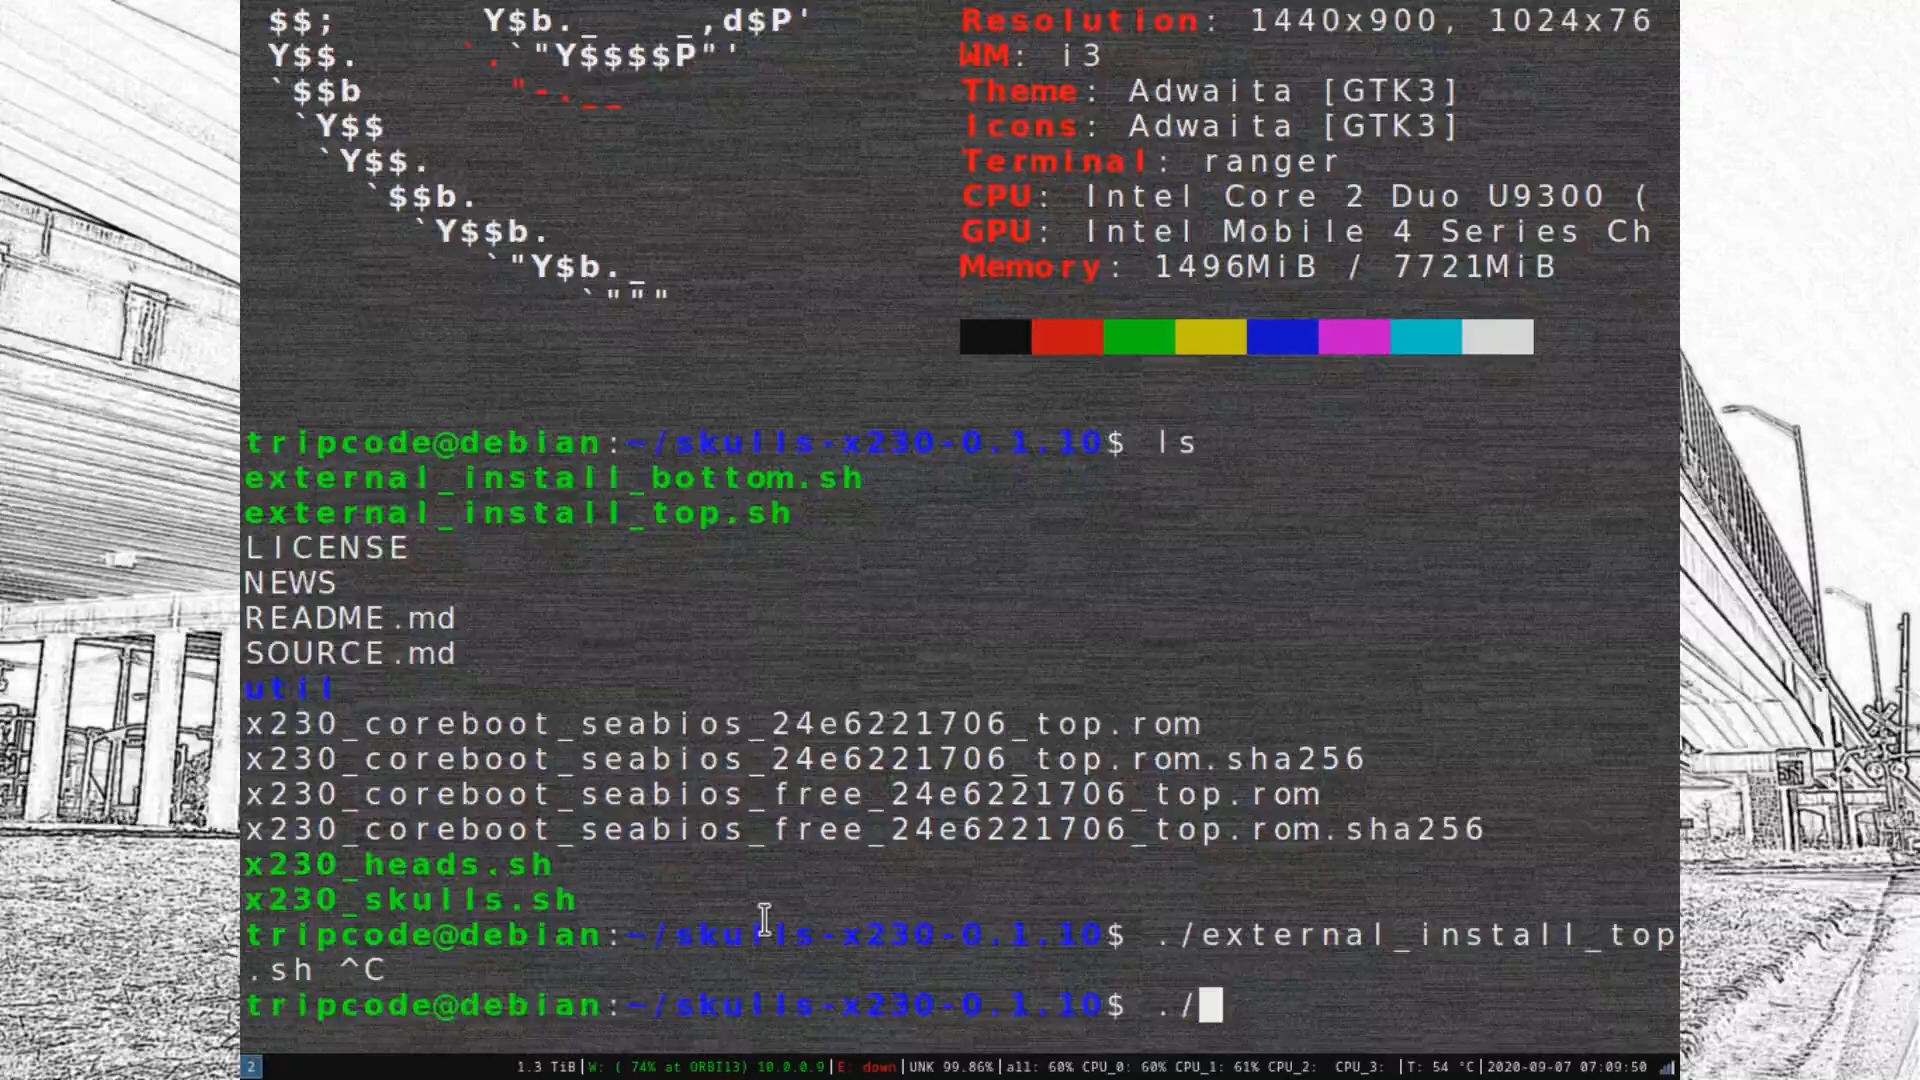 $$;      Y$b._   _,d$P'     Resolution: 1440x900, 1024x76
Y$$.    `.`"Y$$$$P"'     WM: i3
`$$b      "-.__     Theme: Adwaita [GTK3]
`Y$$     Icons: Adwaita [GTK3]
`Y$$.     Terminal: ranger
`$$b.     CPU: Intel Core 2 Duo U9300 (
`Y$$b.     GPU: Intel Mobile 4 Series Ch
`"Y$b._     Memory: 1496MiB / 7721MiB
`"""
tripcode@debian:~/skulls-x230-0.1.10$ ls
external_install_bottom.sh
external_install_top.sh
LICENSE
NEWS
README.md
SOURCE.md
util
x230_coreboot_seabios_24e6221706_top.rom
x230_coreboot_seabios_24e6221706_top.rom.sha256
x230_coreboot_seabios_free_24e6221706_top.rom
x230_coreboot_seabios_free_24e6221706_top.rom.sha256
x230_heads.sh
x230_skulls.sh
tripcode@debian:~/skulls-x230-0.1.10$ ./external_install_top
.sh ^C
tripcode@debian:~/skulls-x230-0.1.10$ ./
2 1.3 TiB|W: ( 74% at ORBI13) 10.0.0.9|E: down|UNK 99.86%|all: 60% CPU_0: 60% CPU_1: 61% CPU_2:  CPU_3: |T: 54 °C|2020-09-07 07:09:50